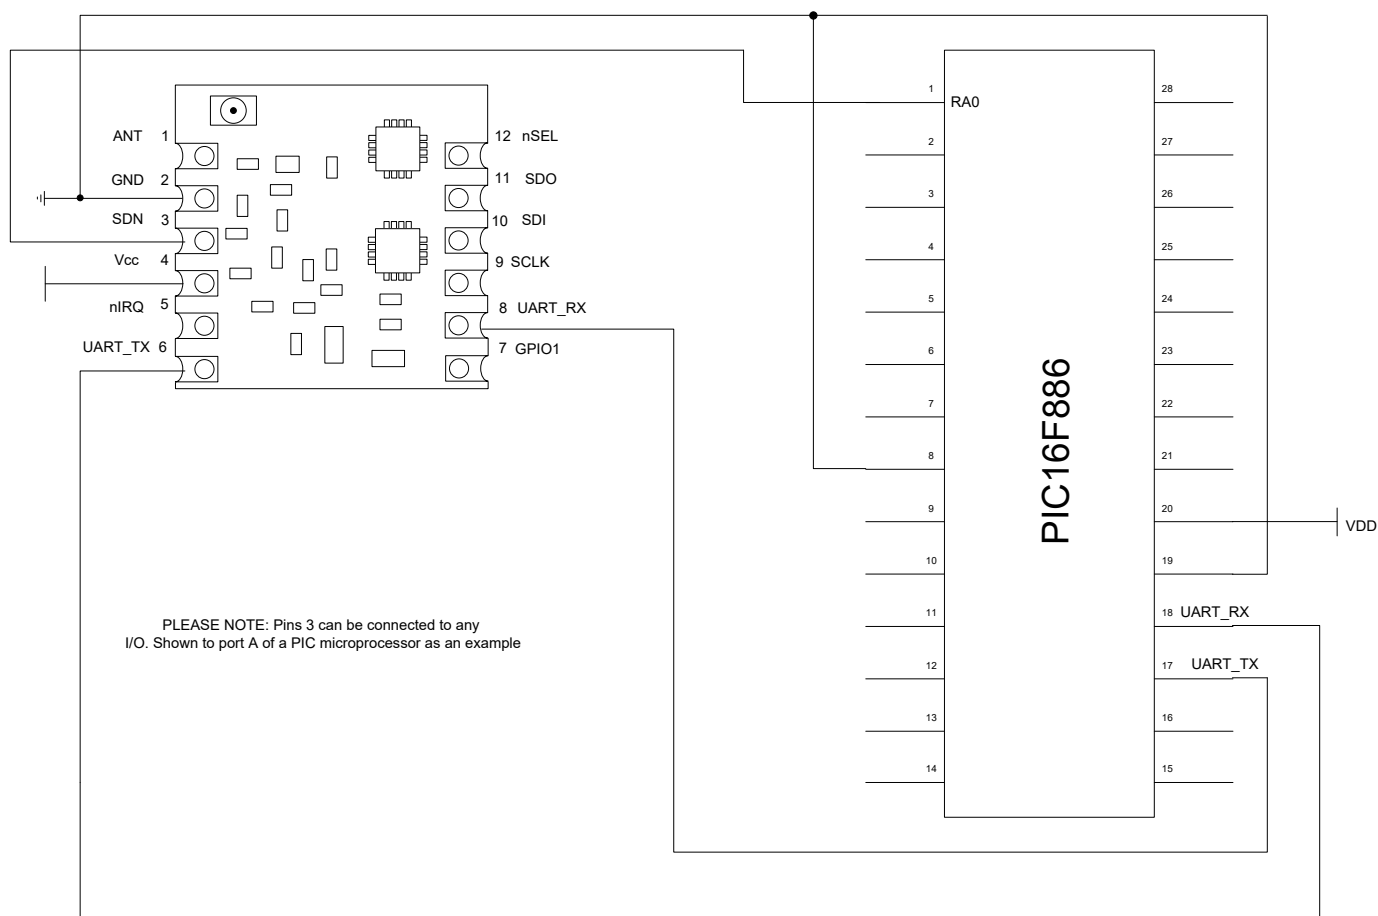 ANT 1
GND 2
SDN 3
Vcc 4
nIRQ 5
UART_TX 6
12 nSEL
11 SDO
10 SDI
9 SCLK
8 UART_RX
7 GPIO1
PLEASE NOTE: Pins 3 can be connected to any
I/O. Shown to port A of a PIC microprocessor as an example
1
RA0
2
3
4
5
6
7
8
9
10
11
12
13
14
PIC16F886
28
27
26
25
24
23
22
21
20
VDD
19
18 UART_RX
17 UART_TX
16
15